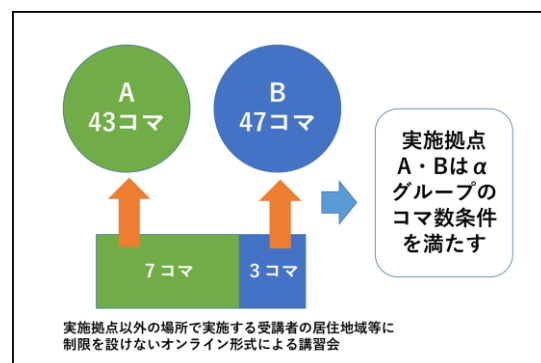 A
43コマ
B
47コマ
実施拠点
A・Bはα
グループの
コマ数条件
を満たす
7コマ
3コマ
実施拠点以外の場所で実施する受講者の居住地域等に
制限を設けないオンライン形式による講習会